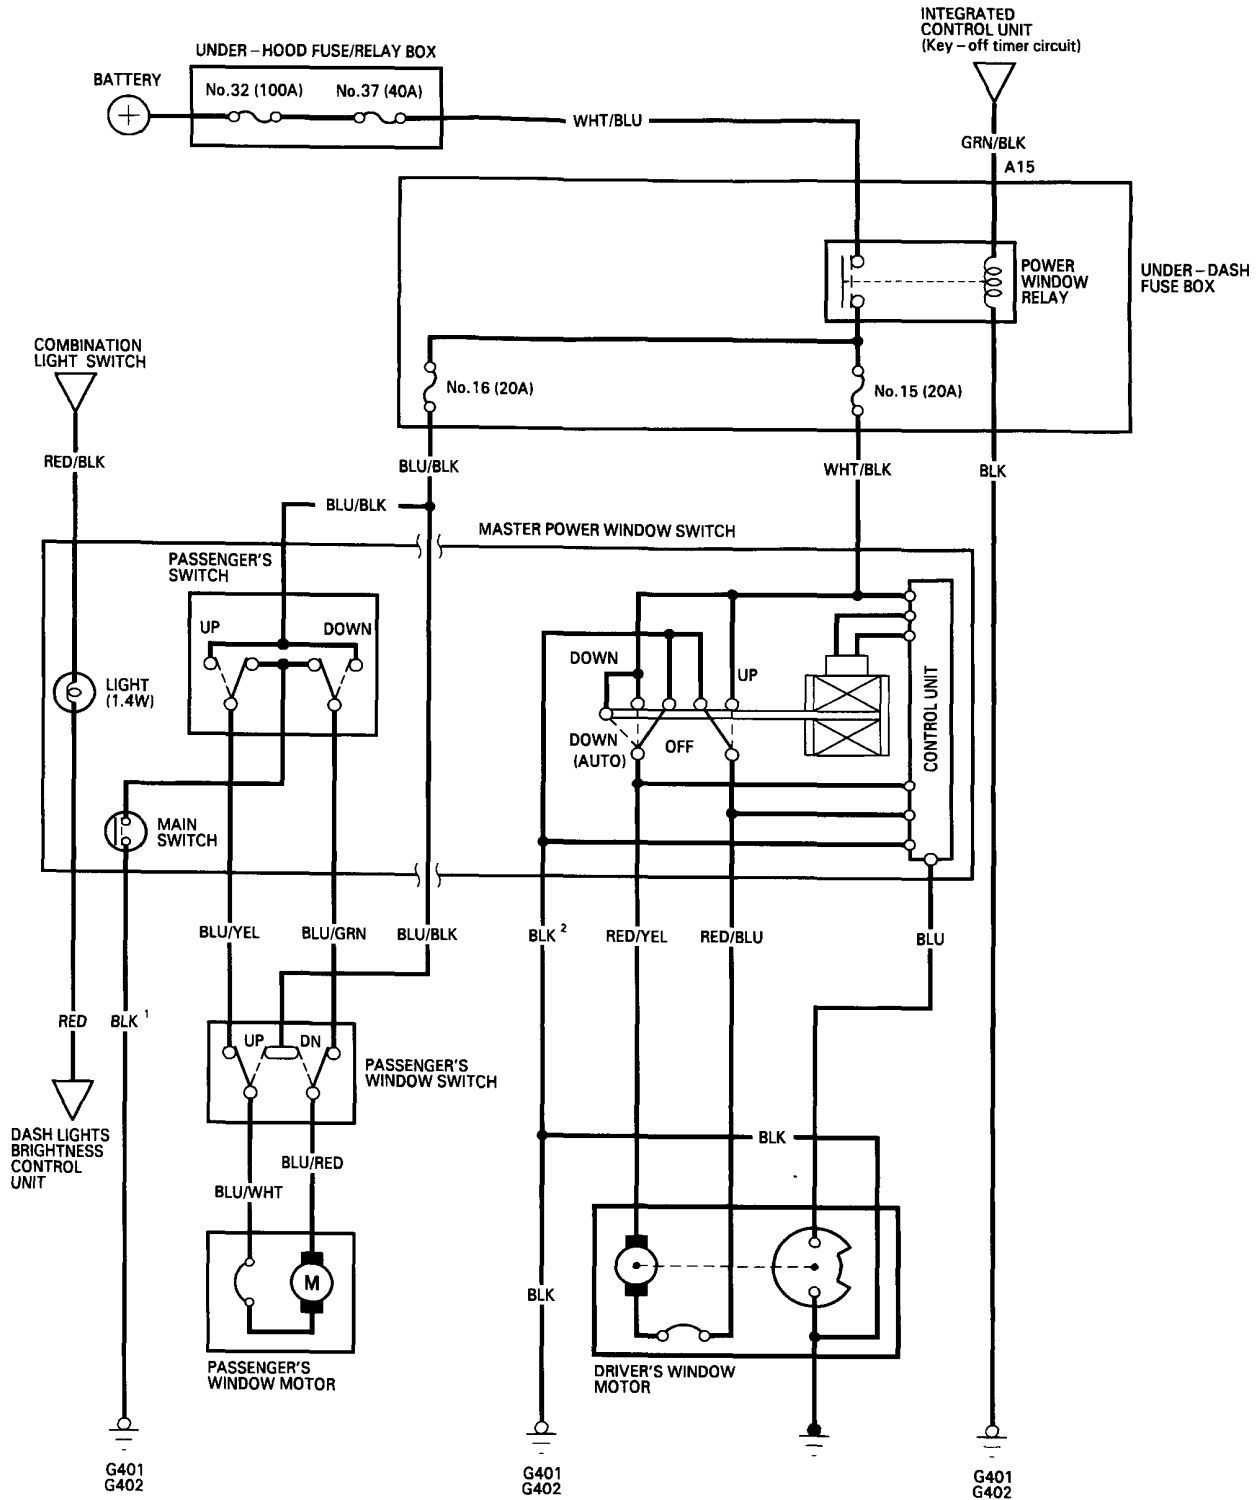 INTEGRATED
CONTROL UNIT
(Key-off timer circuit)
UNDER-HOOD FUSE/RELAY BOX
BATTERY
No.32 (100A)
No.37 (40A)
WHT/BLU
GRN/BLK
A15
POWER
WINDOW
RELAY
UNDER-DASH
FUSE BOX
COMBINATION
LIGHT SWITCH
No.16 (20A)
No.15 (20A)
RED/BLK
BLU/BLK
WHT/BLK
BLK
BLU/BLK
MASTER POWER WINDOW SWITCH
PASSENGER'S
SWITCH
UP
DOWN
DOWN
UP
LIGHT
(1.4W)
CONTROL UNIT
DOWN
(AUTO)
OFF
MAIN
SWITCH
BLU/YEL
BLU/GRN
BLU/BLK
BLK 2
RED/YEL
RED/BLU
BLU
RED
BLK 1
UP
DN
PASSENGER'S
WINDOW SWITCH
DASH LIGHTS
BRIGHTNESS
CONTROL
UNIT
BLK
BLU/RED
BLU/WHT
M
BLK
PASSENGER'S
WINDOW MOTOR
DRIVER'S WINDOW
MOTOR
G401
G402
G401
G402
G401
G402